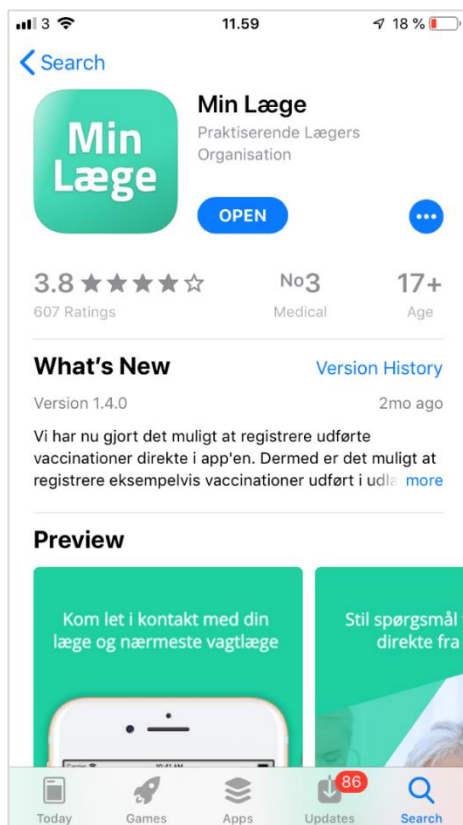 3 11.59 18 %
Search
Min
Læge
Min Læge
Praktiserende Lægers
Organisation
OPEN
3.8 No3 17+
607 Ratings Medical Age
What's New Version History
Version 1.4.0 2mo ago
Vi har nu gjort det muligt at registrere udførte
vaccinationer direkte i app'en. Dermed er det muligt at
registrere eksempelvis vaccinationer udført i udla more
Preview
Kom let i kontakt med din
læge og nærmeste vagtlæge
Stil spørgsmål
direkte fra
86
Today Games Apps Updates Search